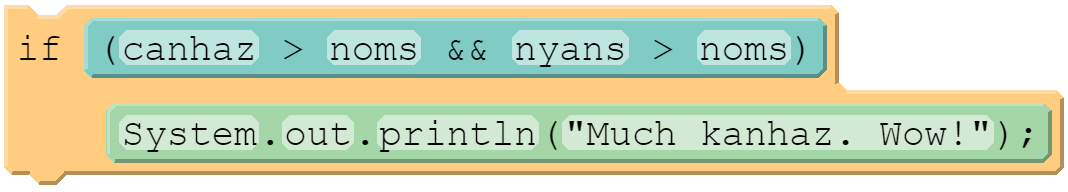 if (canhaz > noms && nyans > noms)
System.out.println("Much kanhaz. Wow!");